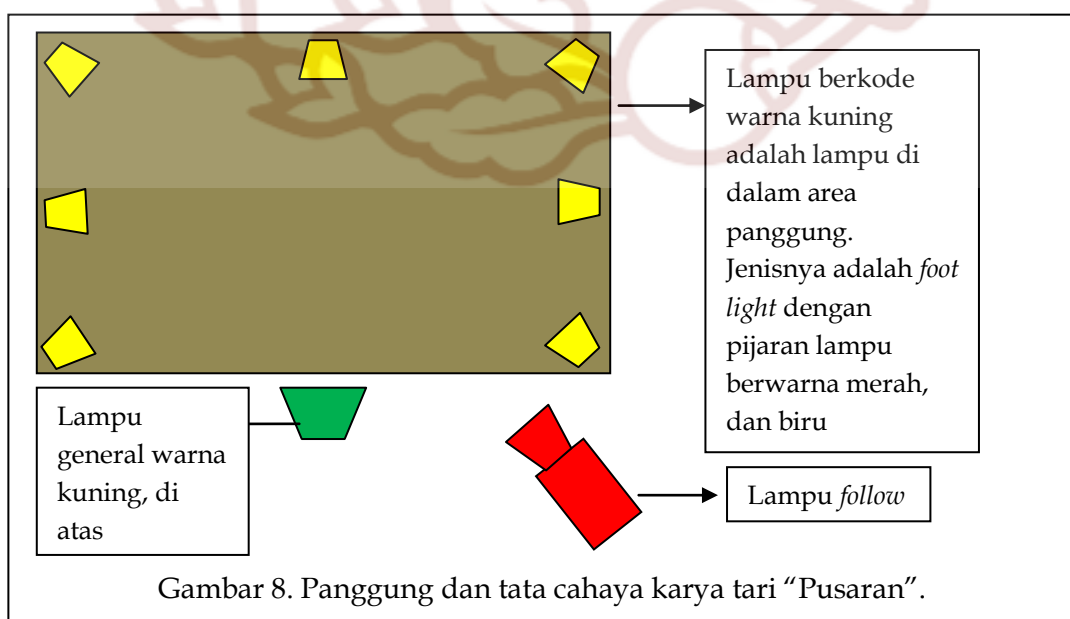 Lampu berkode
warna kuning
adalah lampu di
dalam area
panggung.
Jenisnya adalah foot
light dengan
pijaran lampu
berwarna merah,
dan biru
Lampu
general warna
kuning, di
atas
Lampu follow
Gambar 8. Panggung dan tata cahaya karya tari “Pusaran”.